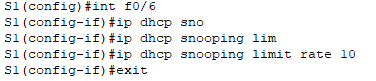 S1(config)#int f0/6
S1(config-if)#ip dhcp sno
S1(config-if)#ip dhcp snooping lim
S1(config-if)#ip dhcp snooping limit rate 10
S1(config-if)#exit